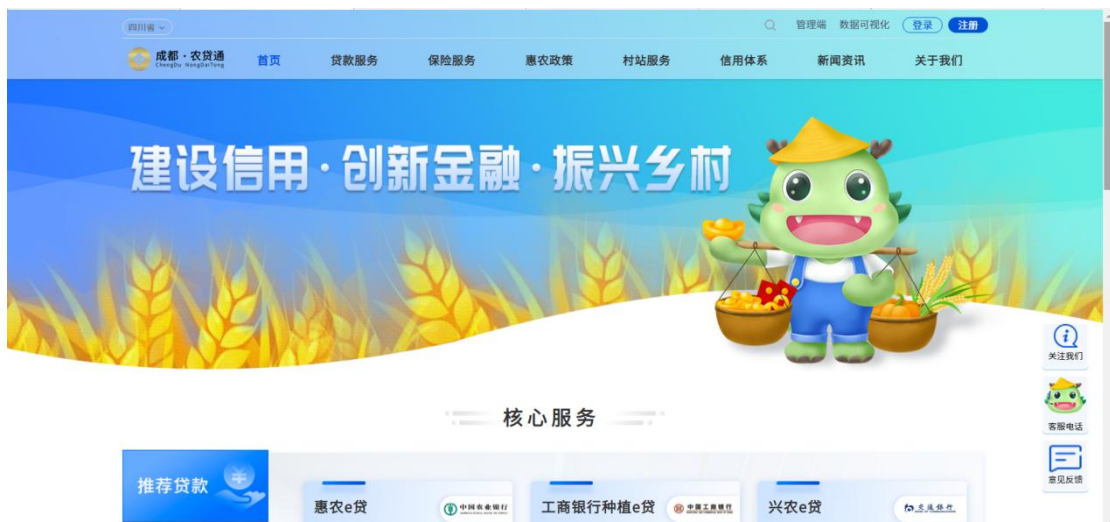 四川省
管理端 数据可视化 登录 注册
成都·农贷通
ChengDu NongDaiTong
首页 贷款服务 保险服务 惠农政策 村站服务 信用体系 新闻资讯 关于我们
建设信用·创新金融·振兴乡村
关注我们
客服电话
意见反馈
核心服务
推荐贷款
惠农e贷 中国农业银行 工商银行种植e贷 中国工商银行 兴农e贷 交通银行